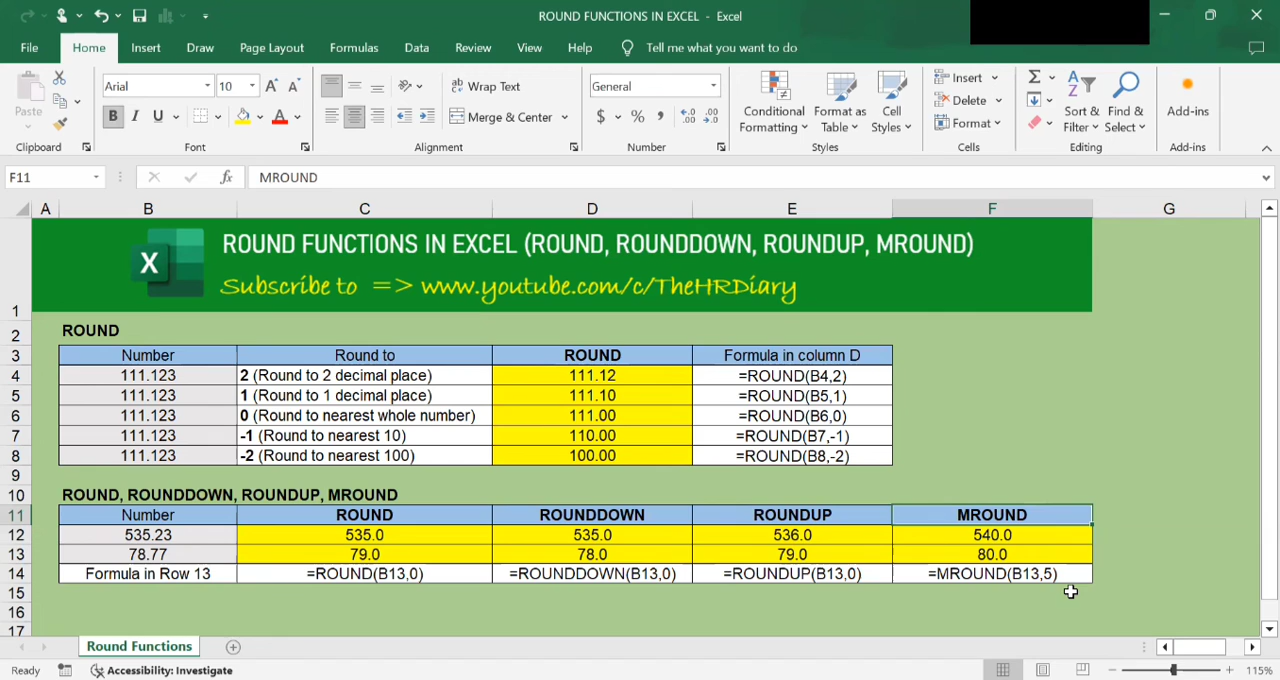 ROUND FUNCTIONS IN EXCEL - Excel
File Home Insert Draw Page Layout Formulas Data Review View Help Tell me what you want to do
Paste
Clipboard
Arial 10
B I U
Font
Wrap Text
Merge & Center
Alignment
General
$ % ,
Number
Conditional Formatting
Format as Table
Cell Styles
Styles
Insert
Delete
Format
Cells
Sort & Filter
Find & Select
Editing
Add-ins
Add-ins
F11 fx MROUND
A B C D E F G
ROUND FUNCTIONS IN EXCEL (ROUND, ROUNDDOWN, ROUNDUP, MROUND)
X
Subscribe to => www.youtube.com/c/TheHRDiary
1
2 ROUND
3 Number Round to ROUND Formula in column D
4 111.123 2 (Round to 2 decimal place) 111.12 =ROUND(B4,2)
5 111.123 1 (Round to 1 decimal place) 111.10 =ROUND(B5,1)
6 111.123 0 (Round to nearest whole number) 111.00 =ROUND(B6,0)
7 111.123 -1 (Round to nearest 10) 110.00 =ROUND(B7,-1)
8 111.123 -2 (Round to nearest 100) 100.00 =ROUND(B8,-2)
9
10 ROUND, ROUNDDOWN, ROUNDUP, MROUND
11 Number ROUND ROUNDDOWN ROUNDUP MROUND
12 535.23 535.0 535.0 536.0 540.0
13 78.77 79.0 78.0 79.0 80.0
14 Formula in Row 13 =ROUND(B13,0) =ROUNDDOWN(B13,0) =ROUNDUP(B13,0) =MROUND(B13,5)
15
16
17
Round Functions
Ready Accessibility: Investigate 115%